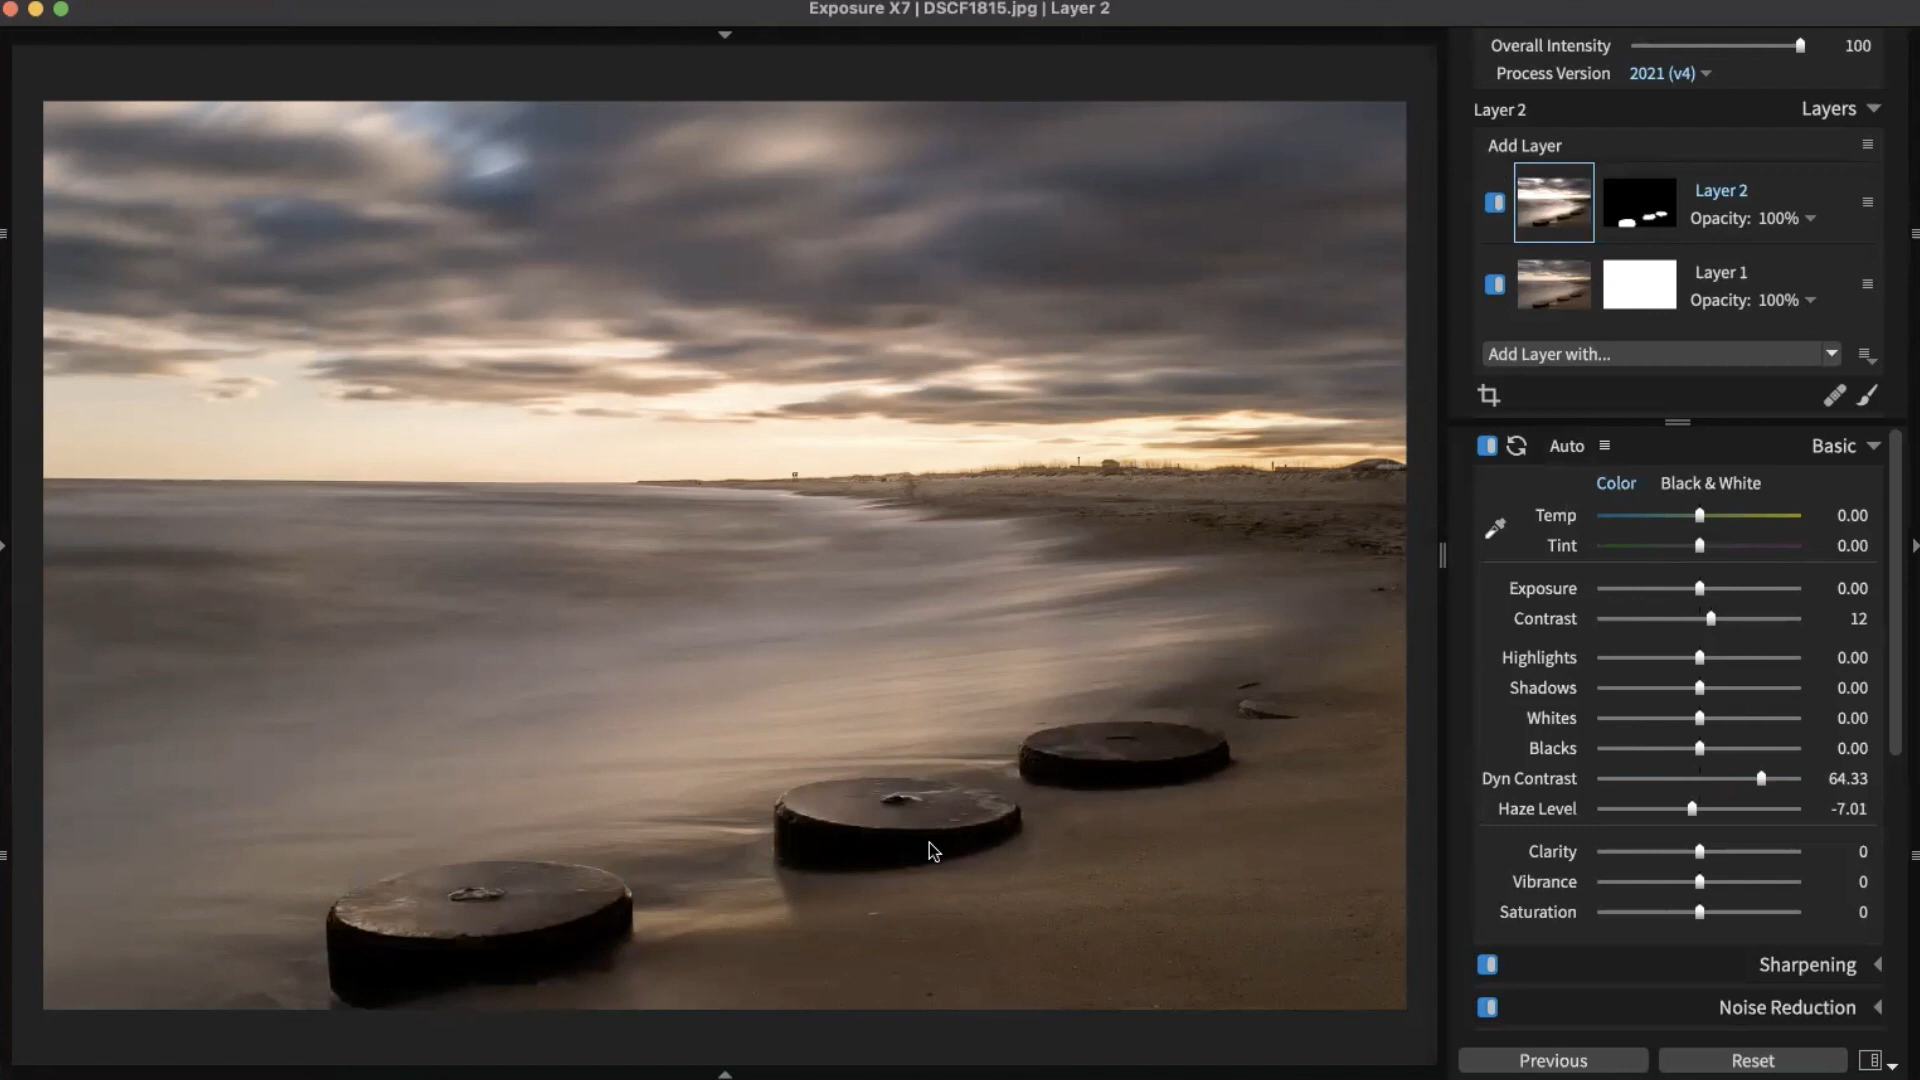 Exposure X7 | DSCF1815.jpg | Layer 2
Overall Intensity 100
Process Version 2021 (v4)
Layer 2 Layers
Add Layer
Layer 2
Opacity: 100%
Layer 1
Opacity: 100%
Add Layer with...
Auto Basic
Color Black & White
Temp 0.00
Tint 0.00
Exposure 0.00
Contrast 12
Highlights 0.00
Shadows 0.00
Whites 0.00
Blacks 0.00
Dyn Contrast 64.33
Haze Level -7.01
Clarity 0
Vibrance 0
Saturation 0
Sharpening
Noise Reduction
Previous Reset